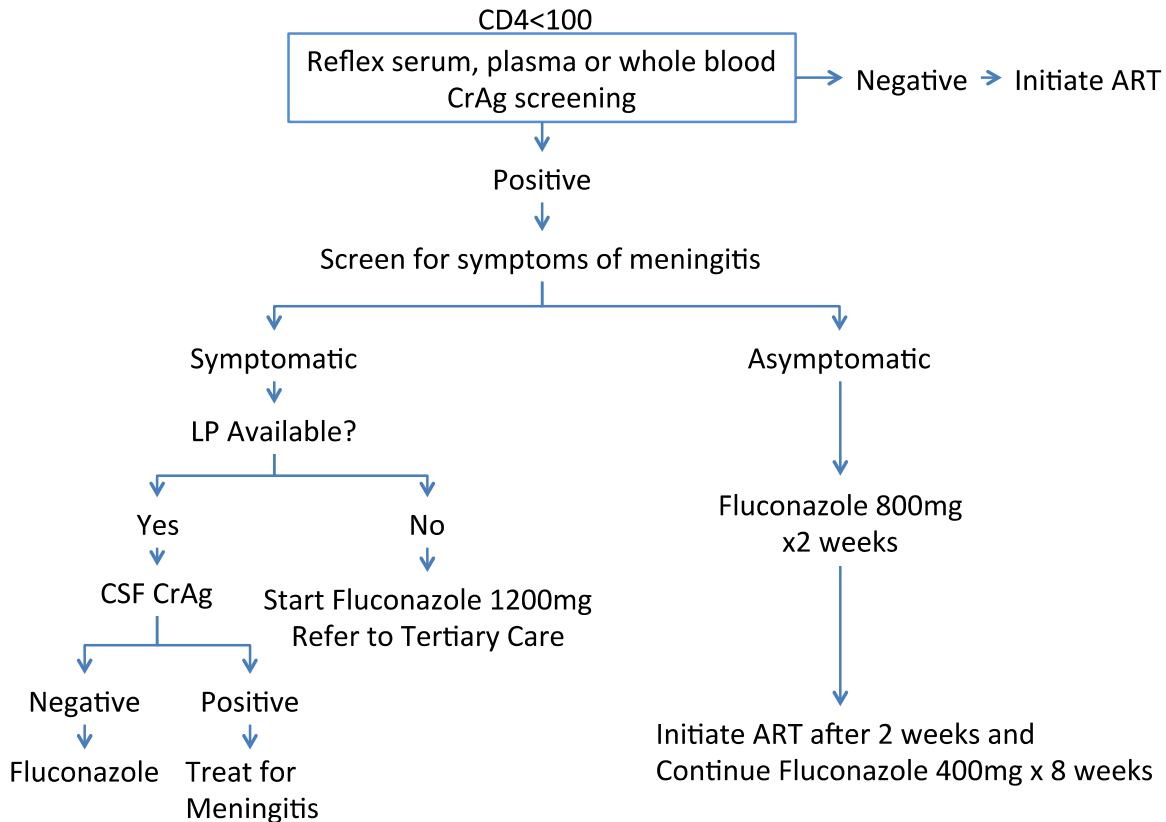 CD4<100
Reflex serum, plasma or whole blood
CrAg screening
Negative
Initiate ART
Positive
Screen for symptoms of meningitis
Symptomatic
Asymptomatic
LP Available?
Yes
No
Fluconazole 800mg
x2 weeks
CSF CrAg
Start Fluconazole 1200mg
Refer to Tertiary Care
Negative
Positive
Fluconazole
Treat for
Meningitis
Initiate ART after 2 weeks and
Continue Fluconazole 400mg x 8 weeks